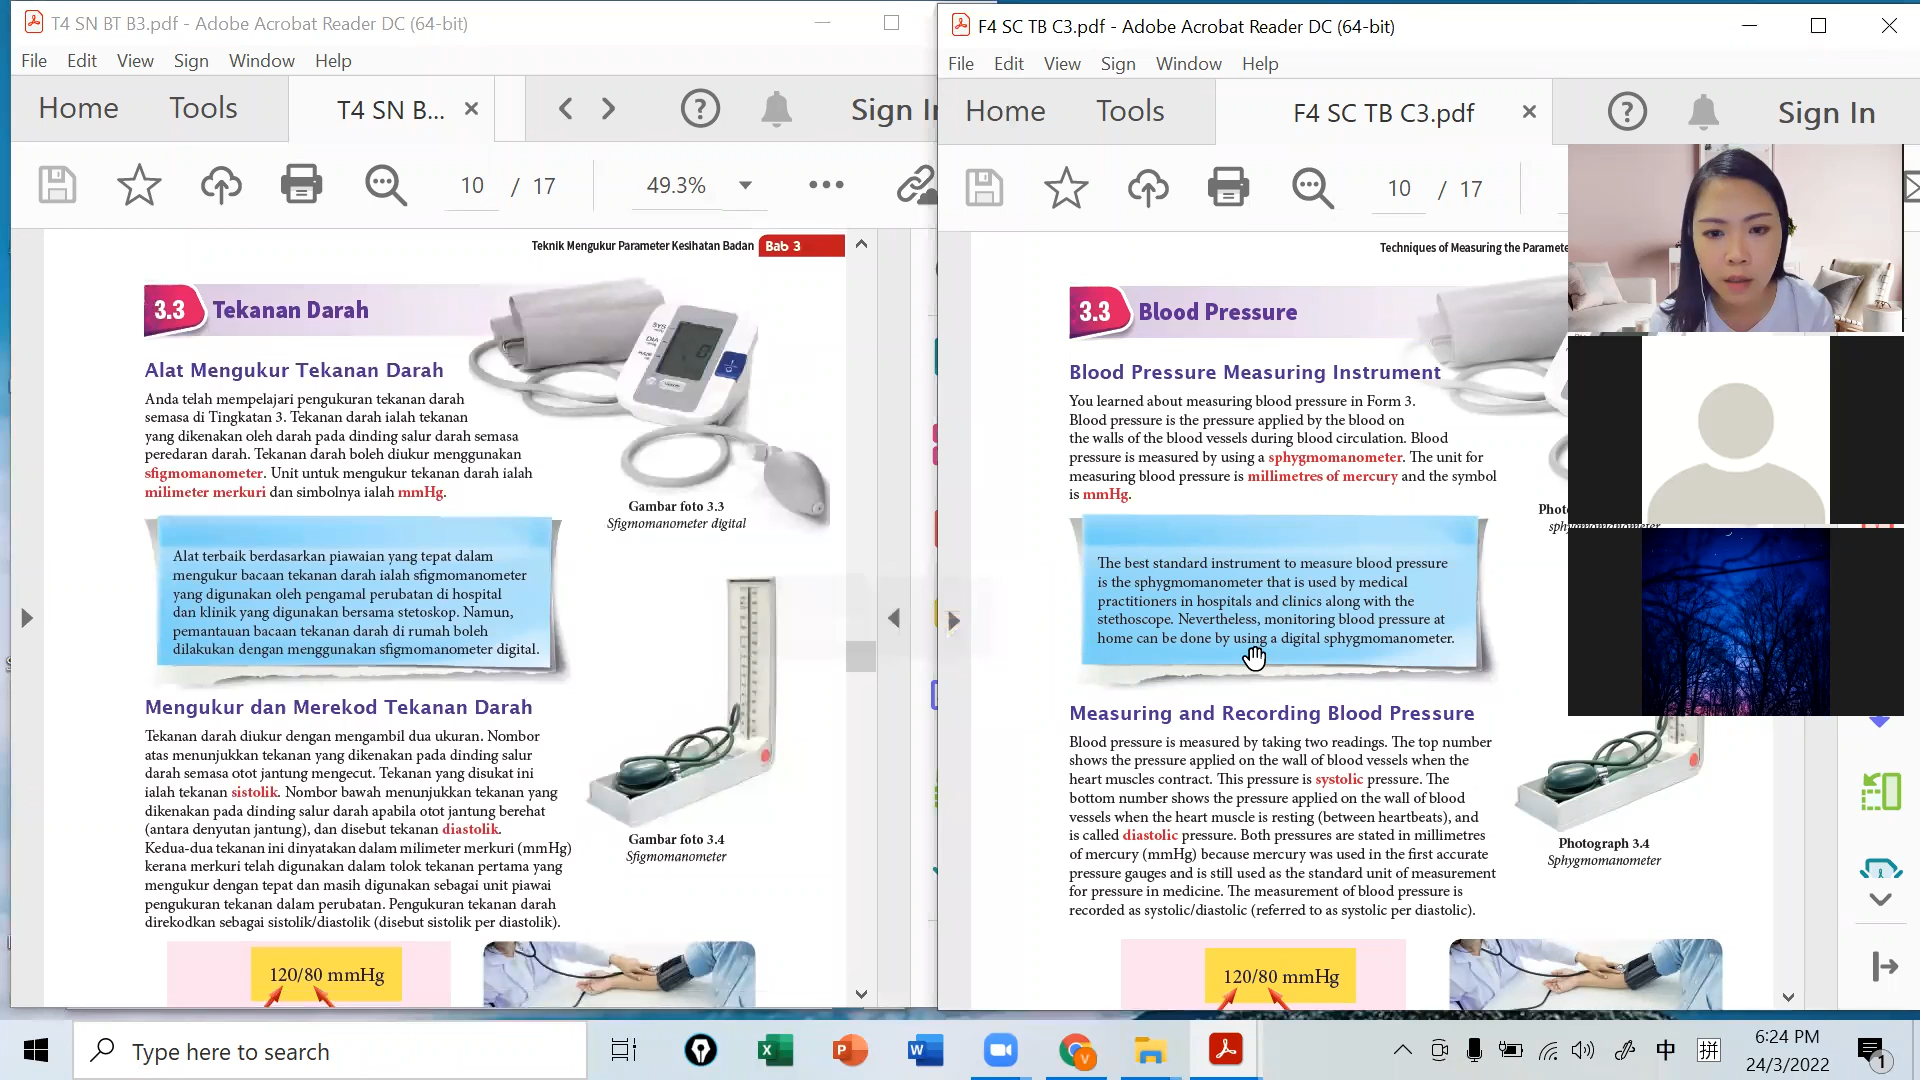 T4 SN BT B3.pdf - Adobe Acrobat Reader DC (64-bit)
File Edit View Sign Window Help
Home Tools T4 SN B... Sign In
10 / 17 49.3%
Teknik Mengukur Parameter Kesihatan Badan Bab 3
3.3 Tekanan Darah
Alat Mengukur Tekanan Darah
Anda telah mempelajari pengukuran tekanan darah
semasa di Tingkatan 3. Tekanan darah ialah tekanan
yang dikenakan oleh darah pada dinding salur darah semasa
peredaran darah. Tekanan darah boleh diukur menggunakan
sfigmomanometer. Unit untuk mengukur tekanan darah ialah
milimeter merkuri dan simbolnya ialah mmHg.
Gambar foto 3.3
Sfigmomanometer digital
Alat terbaik berdasarkan piawaian yang tepat dalam
mengukur bacaan tekanan darah ialah sfigmomanometer
yang digunakan oleh pengamal perubatan di hospital
dan klinik yang digunakan bersama stetoskop. Namun,
pemantauan bacaan tekanan darah di rumah boleh
dilakukan dengan menggunakan sfigmomanometer digital.
Mengukur dan Merekod Tekanan Darah
Tekanan darah diukur dengan mengambil dua ukuran. Nombor
atas menunjukkan tekanan yang dikenakan pada dinding salur
darah semasa otot jantung mengecut. Tekanan yang disukat ini
ialah tekanan sistolik. Nombor bawah menunjukkan tekanan yang
dikenakan pada dinding salur darah apabila otot jantung berehat
(antara denyutan jantung), dan disebut tekanan diastolik.
Kedua-dua tekanan ini dinyatakan dalam milimeter merkuri (mmHg)
kerana merkuri telah digunakan dalam tolok tekanan pertama yang
mengukur dengan tepat dan masih digunakan sebagai unit piawai
pengukuran tekanan dalam perubatan. Pengukuran tekanan darah
direkodkan sebagai sistolik/diastolik (disebut sistolik per diastolik).
Gambar foto 3.4
Sfigmomanometer
120/80 mmHg
F4 SC TB C3.pdf - Adobe Acrobat Reader DC (64-bit)
File Edit View Sign Window Help
Home Tools F4 SC TB C3.pdf Sign In
10 / 17
Techniques of Measuring the Parame
3.3 Blood Pressure
Blood Pressure Measuring Instrument
You learned about measuring blood pressure in Form 3.
Blood pressure is the pressure applied by the blood on
the walls of the blood vessels during blood circulation. Blood
pressure is measured by using a sphygmomanometer. The unit for
measuring blood pressure is millimetres of mercury and the symbol
is mmHg.
The best standard instrument to measure blood pressure
is the sphygmomanometer that is used by medical
practitioners in hospitals and clinics along with the
stethoscope. Nevertheless, monitoring blood pressure at
home can be done by using a digital sphygmomanometer.
Measuring and Recording Blood Pressure
Blood pressure is measured by taking two readings. The top number
shows the pressure applied on the wall of blood vessels when the
heart muscles contract. This pressure is systolic pressure. The
bottom number shows the pressure applied on the wall of blood
vessels when the heart muscle is resting (between heartbeats), and
is called diastolic pressure. Both pressures are stated in millimetres
of mercury (mmHg) because mercury was used in the first accurate
pressure gauges and is still used as the standard unit of measurement
for pressure in medicine. The measurement of blood pressure is
recorded as systolic/diastolic (referred to as systolic per diastolic).
Photograph 3.4
Sphygmomanometer
120/80 mmHg
Type here to search
中 拼
6:24 PM
24/3/2022
1